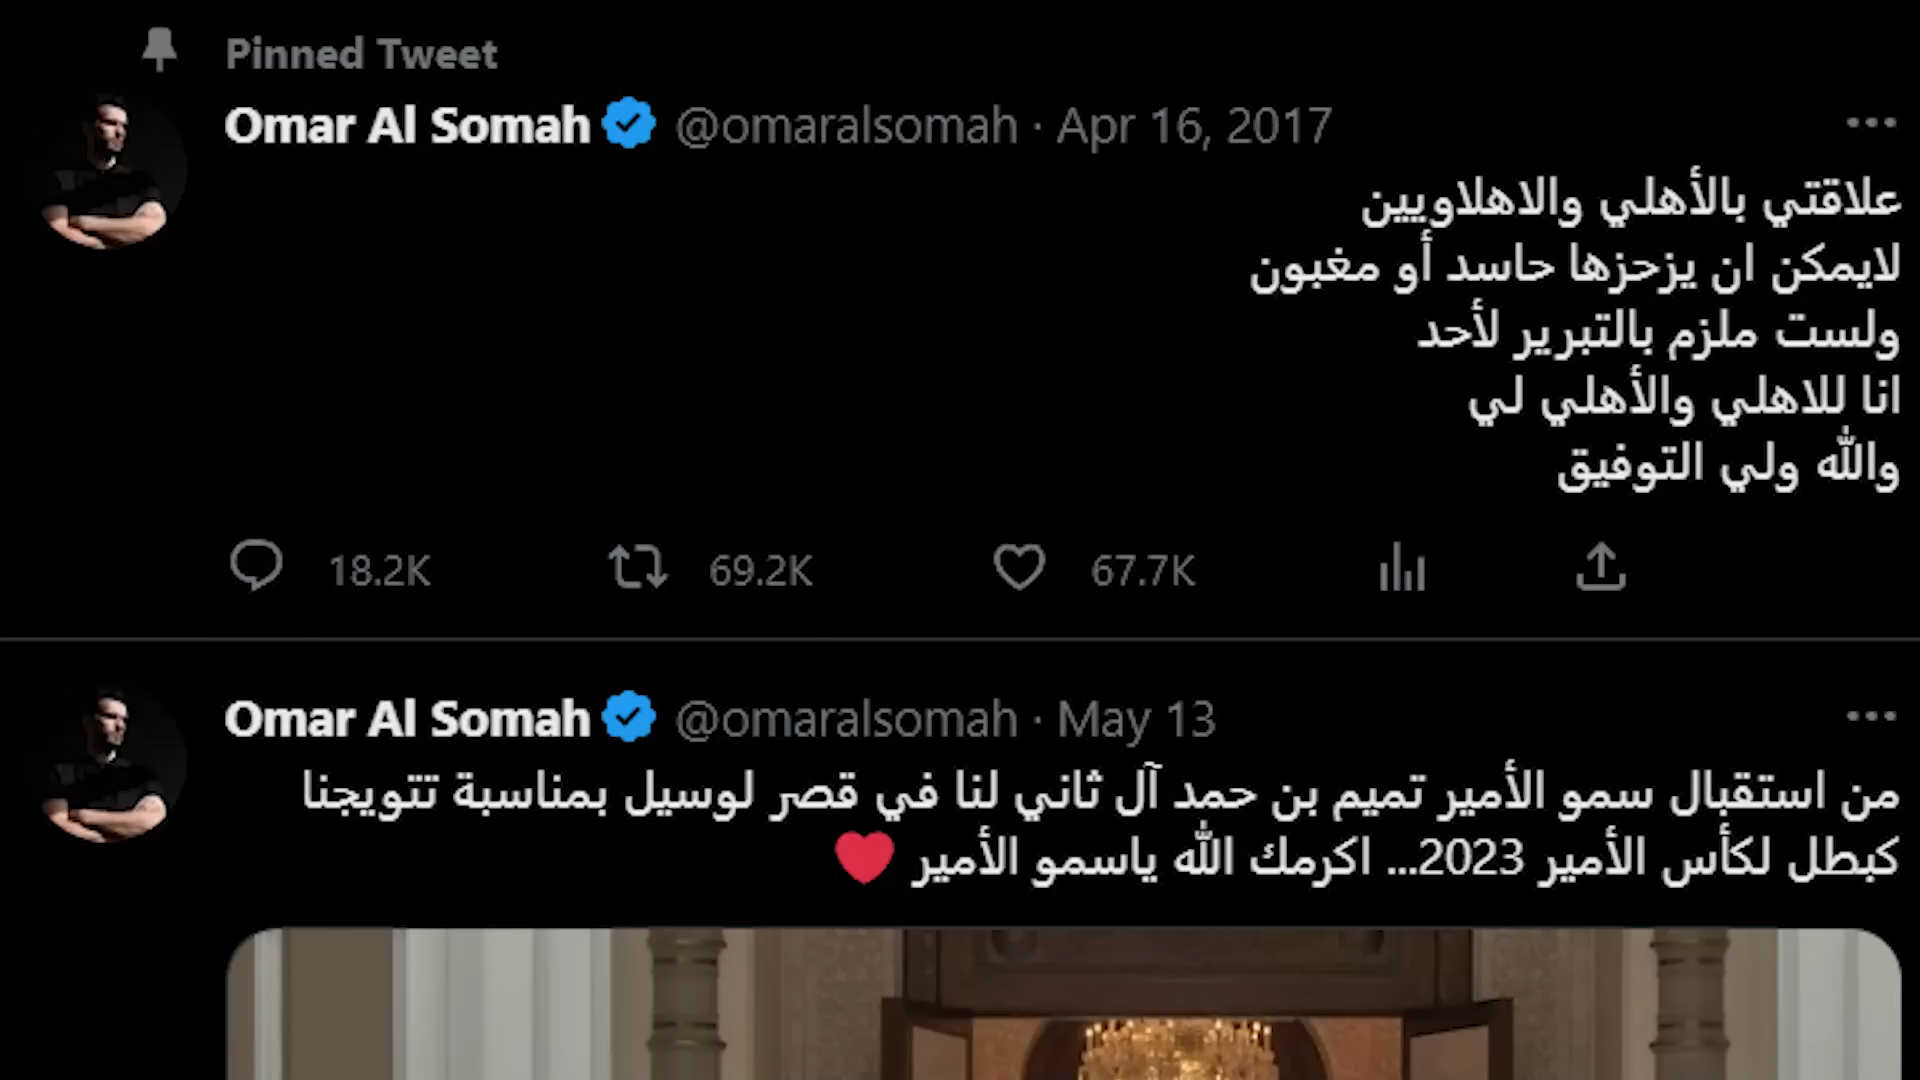 Pinned Tweet
Omar Al Somah @omaralsomah · Apr 16, 2017
علاقتي بالأهلي والاهلاويين
لايمكن ان يزحزها حاسد أو مغبون
ولست ملزم بالتبرير لأحد
انا للاهلي والأهلي لي
والله ولي التوفيق
18.2K 69.2K 67.7K
Omar Al Somah @omaralsomah · May 13
من استقبال سمو الأمير تميم بن حمد آل ثاني لنا في قصر لوسيل بمناسبة تتويجنا
كبطل لكأس الأمير 2023... اكرمك الله ياسمو الأمير ❤️